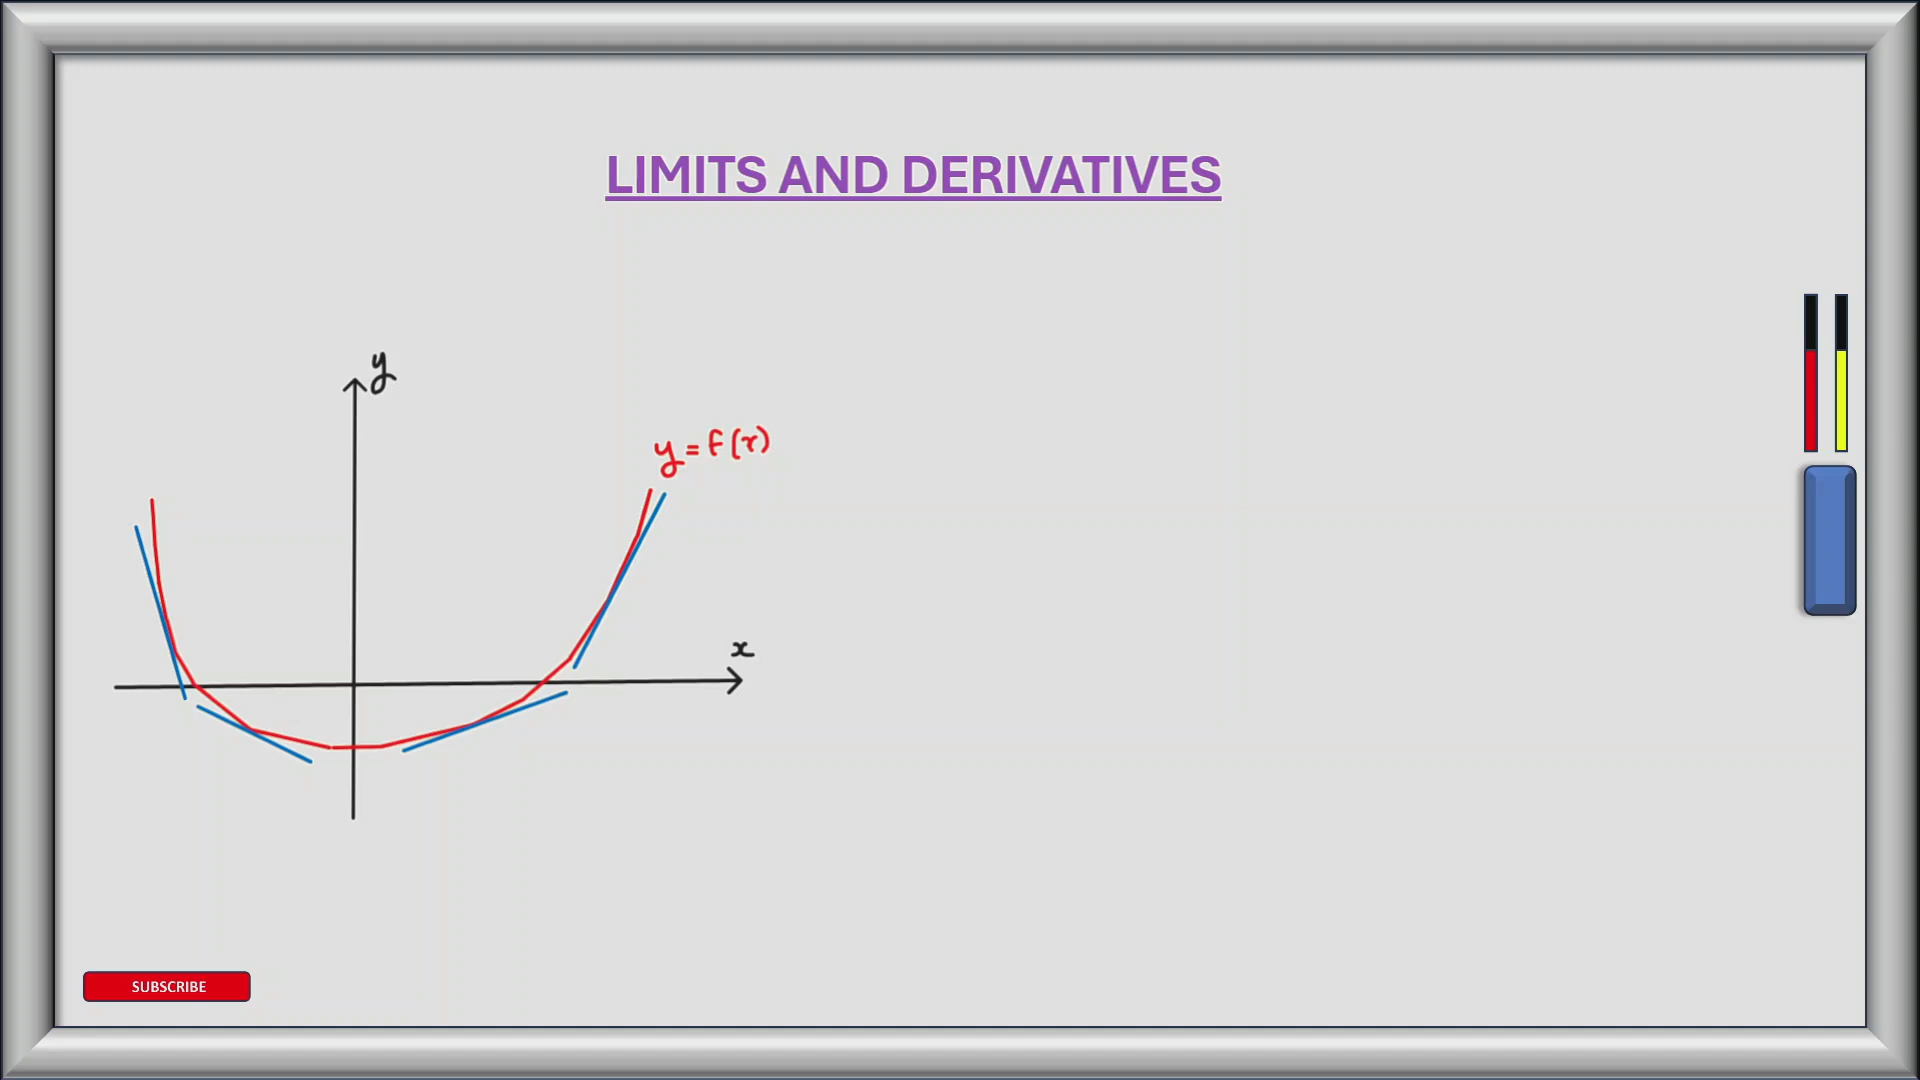 LIMITS AND DERIVATIVES
y
y = f(x)
x
SUBSCRIBE